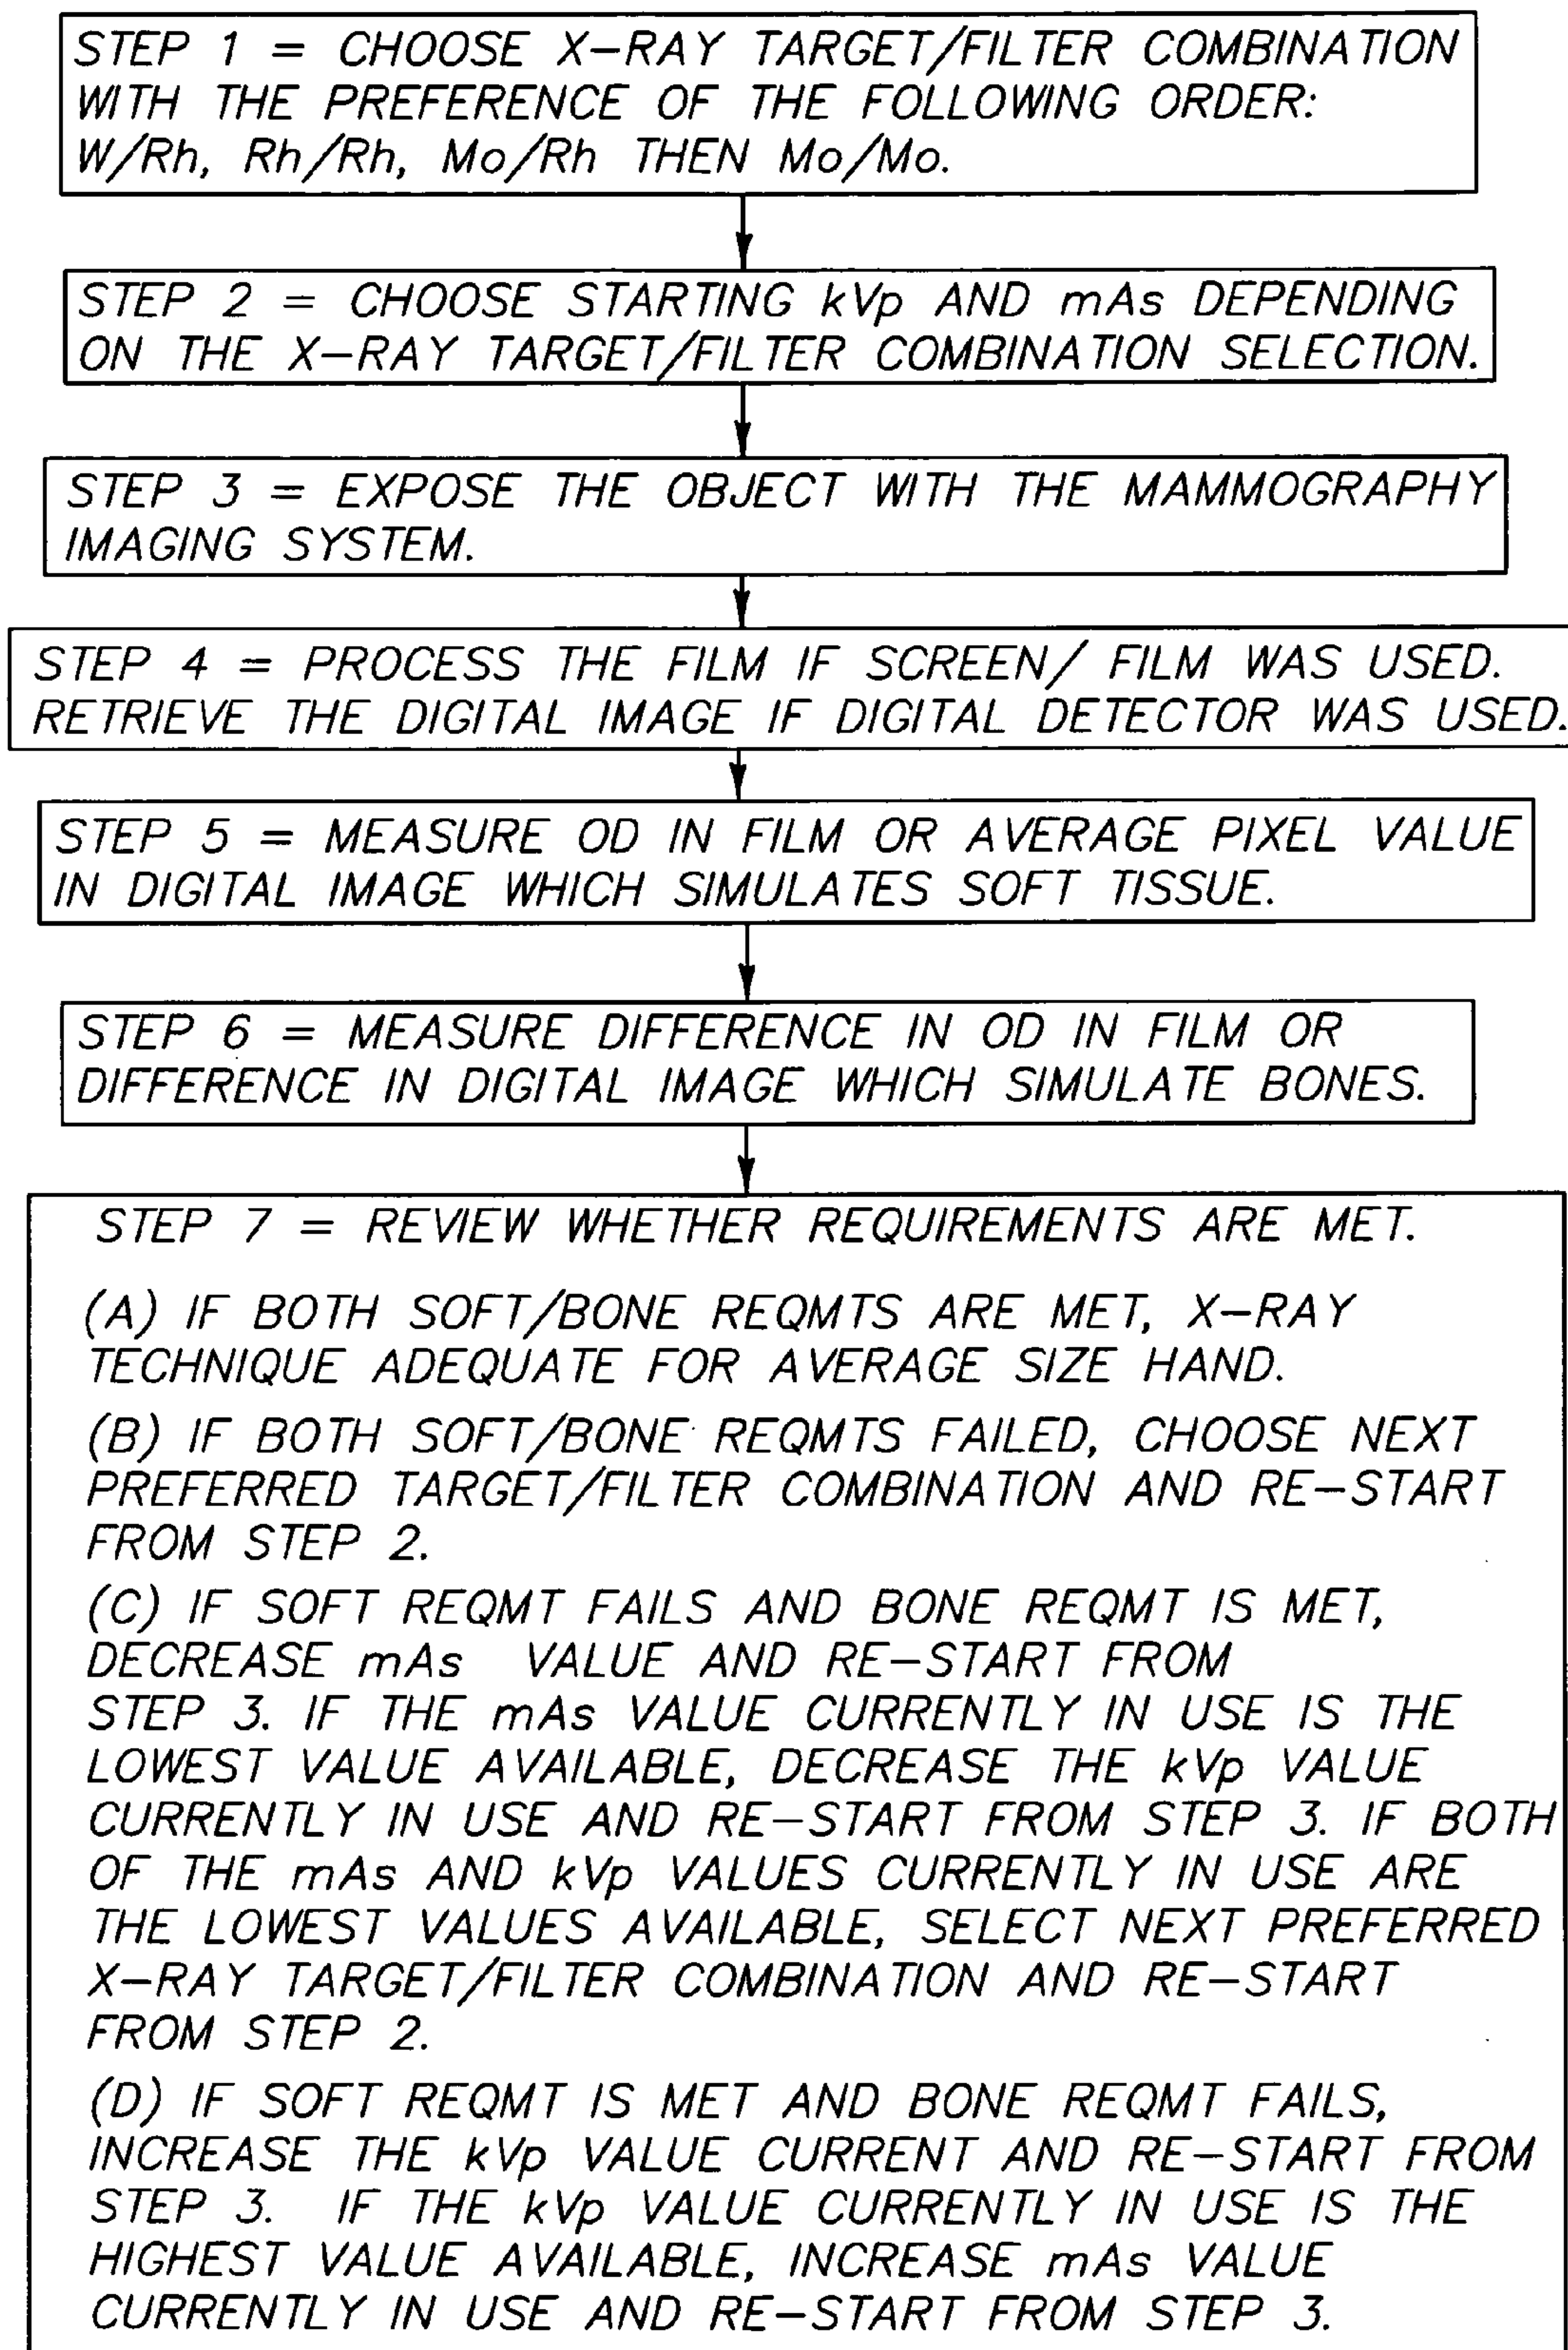 STEP 1 = CHOOSE X-RAY TARGET/FILTER COMBINATION
WITH THE PREFERENCE OF THE FOLLOWING ORDER:
W/Rh, Rh/Rh, Mo/Rh THEN Mo/Mo.
STEP 2 = CHOOSE STARTING kVp AND mAs DEPENDING
ON THE X-RAY TARGET/FILTER COMBINATION SELECTION.
STEP 3 = EXPOSE THE OBJECT WITH THE MAMMOGRAPHY
IMAGING SYSTEM.
STEP 4 = PROCESS THE FILM IF SCREEN/ FILM WAS USED.
RETRIEVE THE DIGITAL IMAGE IF DIGITAL DETECTOR WAS USED.
STEP 5 = MEASURE OD IN FILM OR AVERAGE PIXEL VALUE
IN DIGITAL IMAGE WHICH SIMULATES SOFT TISSUE.
STEP 6 = MEASURE DIFFERENCE IN OD IN FILM OR
DIFFERENCE IN DIGITAL IMAGE WHICH SIMULATE BONES.
STEP 7 = REVIEW WHETHER REQUIREMENTS ARE MET.
(A) IF BOTH SOFT/BONE REQMTS ARE MET, X-RAY
TECHNIQUE ADEQUATE FOR AVERAGE SIZE HAND.
(B) IF BOTH SOFT/BONE REQMTS FAILED, CHOOSE NEXT
PREFERRED TARGET/FILTER COMBINATION AND RE-START
FROM STEP 2.
(C) IF SOFT REQMT FAILS AND BONE REQMT IS MET,
DECREASE mAs VALUE AND RE-START FROM
STEP 3. IF THE mAs VALUE CURRENTLY IN USE IS THE
LOWEST VALUE AVAILABLE, DECREASE THE kVp VALUE
CURRENTLY IN USE AND RE-START FROM STEP 3. IF BOTH
OF THE mAs AND kVp VALUES CURRENTLY IN USE ARE
THE LOWEST VALUES AVAILABLE, SELECT NEXT PREFERRED
X-RAY TARGET/FILTER COMBINATION AND RE-START
FROM STEP 2.
(D) IF SOFT REQMT IS MET AND BONE REQMT FAILS,
INCREASE THE kVp VALUE CURRENT AND RE-START FROM
STEP 3. IF THE kVp VALUE CURRENTLY IN USE IS THE
HIGHEST VALUE AVAILABLE, INCREASE mAs VALUE
CURRENTLY IN USE AND RE-START FROM STEP 3.